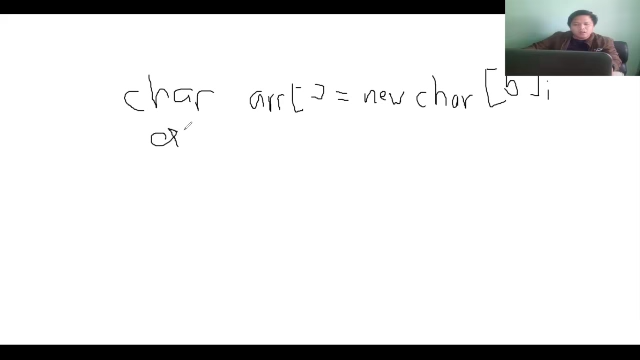 char arr[] = new char[5];